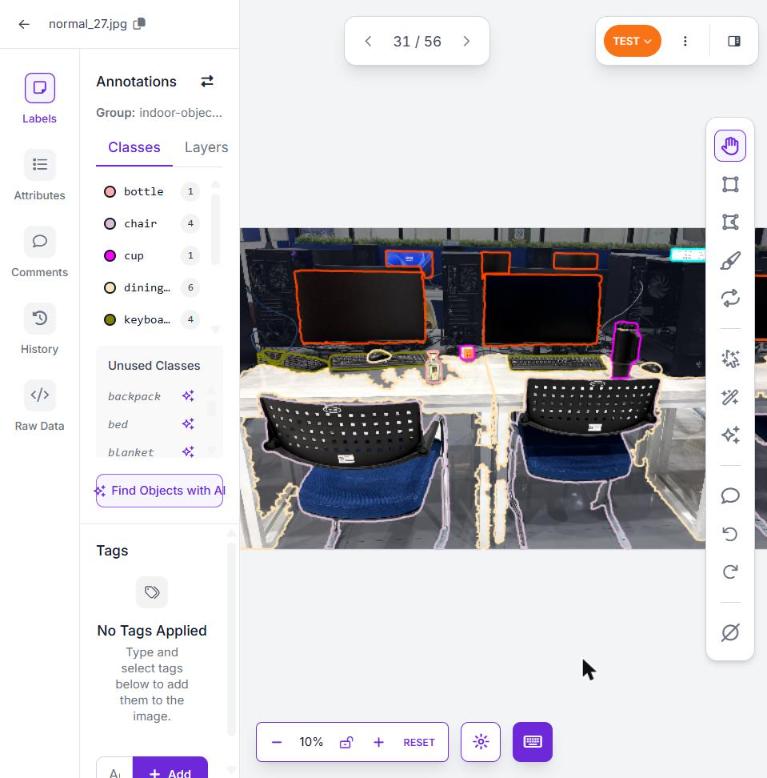 normal_27.jpg
31 / 56
TEST
Labels
Attributes
Comments
History
Raw Data
Annotations
Group: indoor-objec...
Classes Layers
bottle 1
chair 4
cup 1
dining… 6
keyboa… 4
Unused Classes
backpack
bed
blanket
Find Objects with AI
Tags
No Tags Applied
Type and
select tags
below to add
them to the
image.
Add
10% RESET